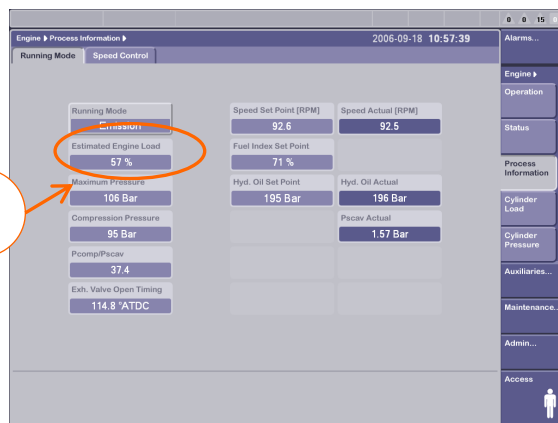 0 0 15 0
Engine Process Information 2006-09-18 10:57:39
Alarms...
Running Mode Speed Control
Engine
Operation
Status
Process Information
Cylinder Load
Cylinder Pressure
Auxiliaries...
Maintenance..
Admin...
Access
Running Mode
Emission
Estimated Engine Load
57 %
Maximum Pressure
106 Bar
Compression Pressure
95 Bar
Pcomp/Pscav
37.4
Exh. Valve Open Timing
114.8 °ATDC
Speed Set Point [RPM]
92.6
Fuel Index Set Point
71 %
Hyd. Oil Set Point
195 Bar
Speed Actual [RPM]
92.5
Hyd. Oil Actual
196 Bar
Pscav Actual
1.57 Bar